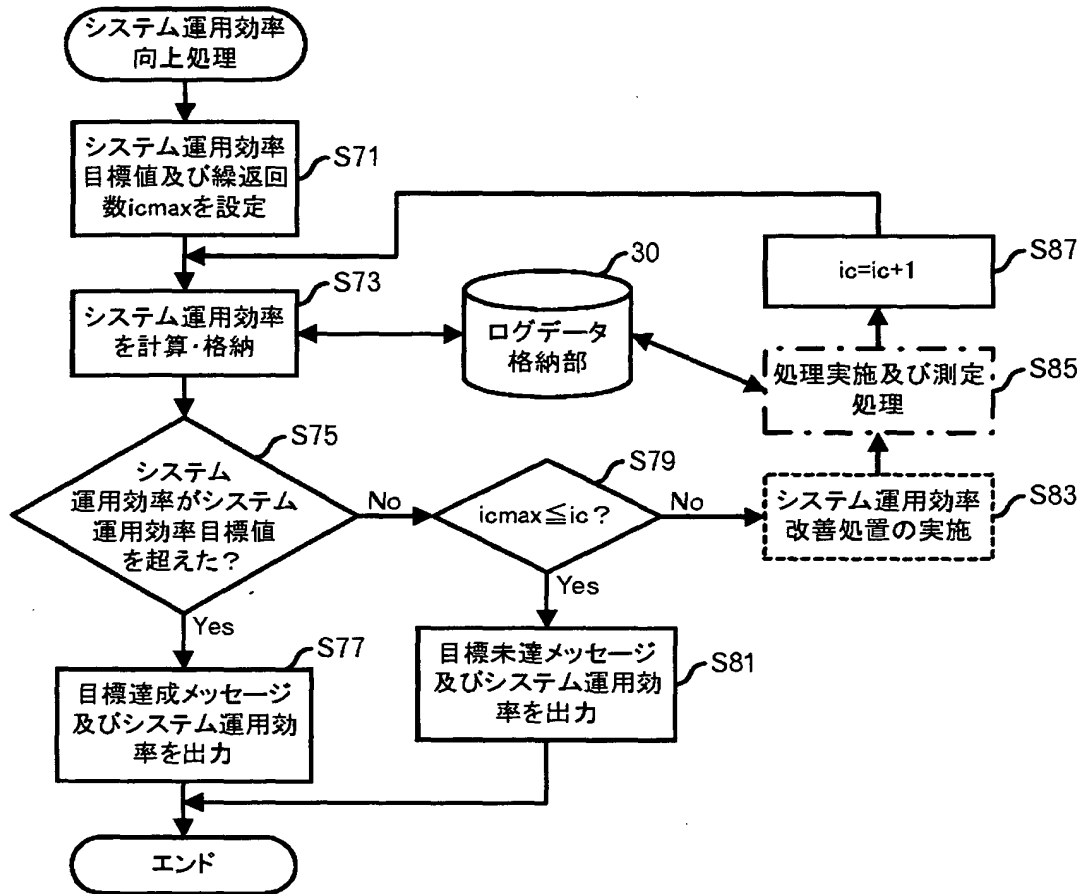 システム運用効率
向上処理
システム運用効率
目標値及び繰返回
数icmaxを設定
S71
S73
システム運用効率
を計算・格納
30
ログデータ
格納部
ic=ic+1
S87
処理実施及び測定
処理
S85
S75
システム
運用効率がシステム
運用効率目標値
を超えた？
No
Yes
S79
icmax≦ic？
No
Yes
システム運用効率
改善処置の実施
S83
S77
目標達成メッセージ
及びシステム運用効
率を出力
目標未達メッセージ
及びシステム運用効
率を出力
S81
エンド